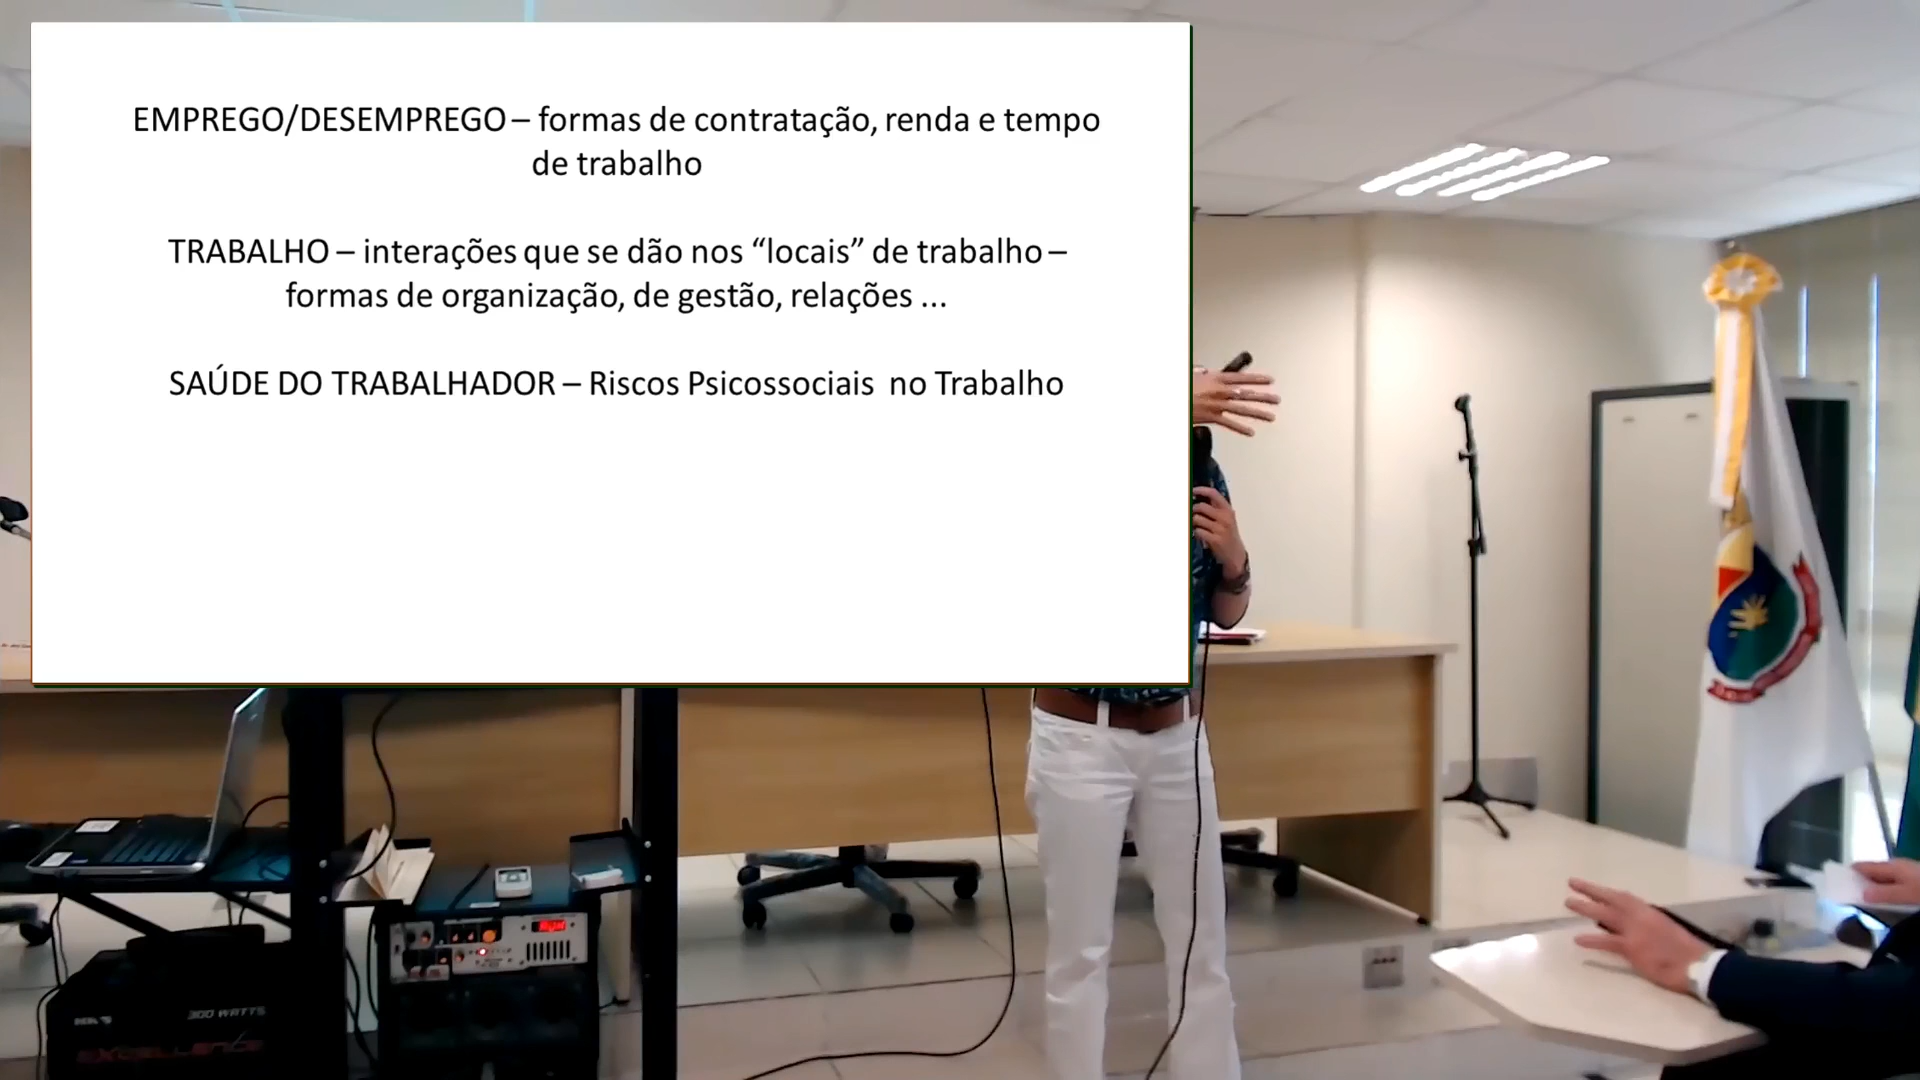 EMPREGO/DESEMPREGO – formas de contratação, renda e tempo
de trabalho
TRABALHO – interações que se dão nos “locais” de trabalho –
formas de organização, de gestão, relações ...
SAÚDE DO TRABALHADOR – Riscos Psicossociais no Trabalho
300 WATTS
EXCELLENCE